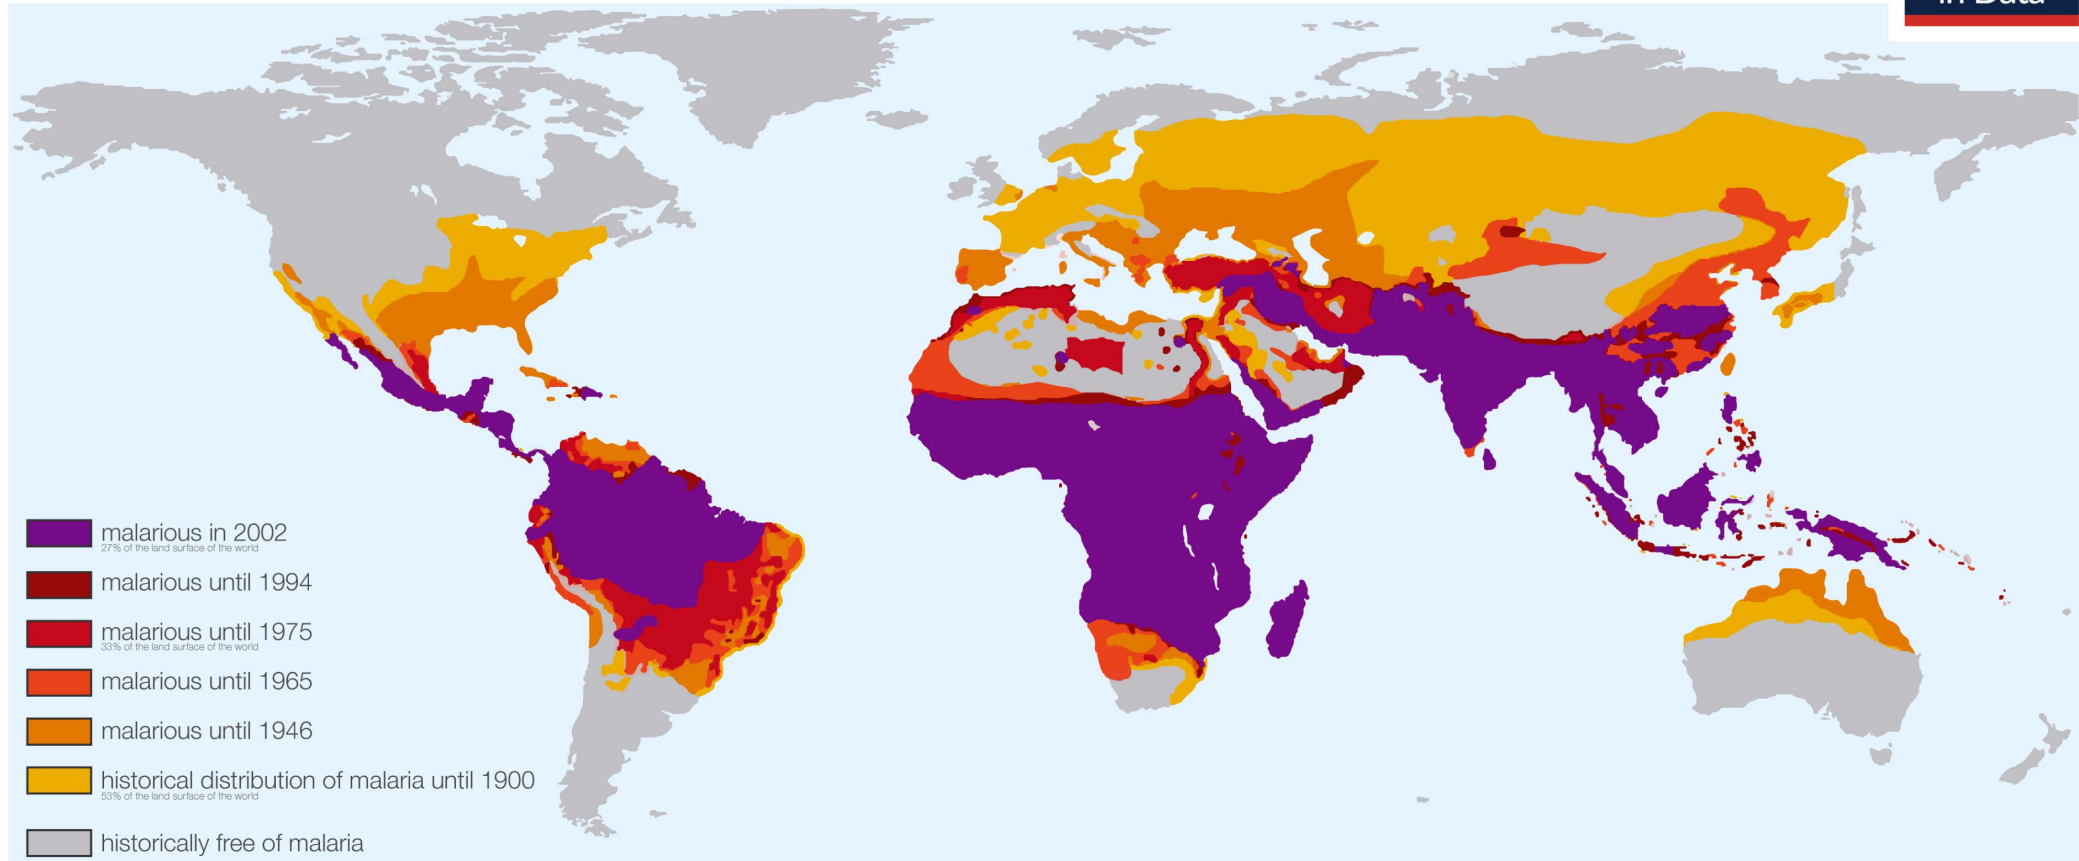 in Data
malarious in 2002
27% of the land surface of the world
malarious until 1994
malarious until 1975
33% of the land surface of the world
malarious until 1965
malarious until 1946
historical distribution of malaria until 1900
53% of the land surface of the world
historically free of malaria